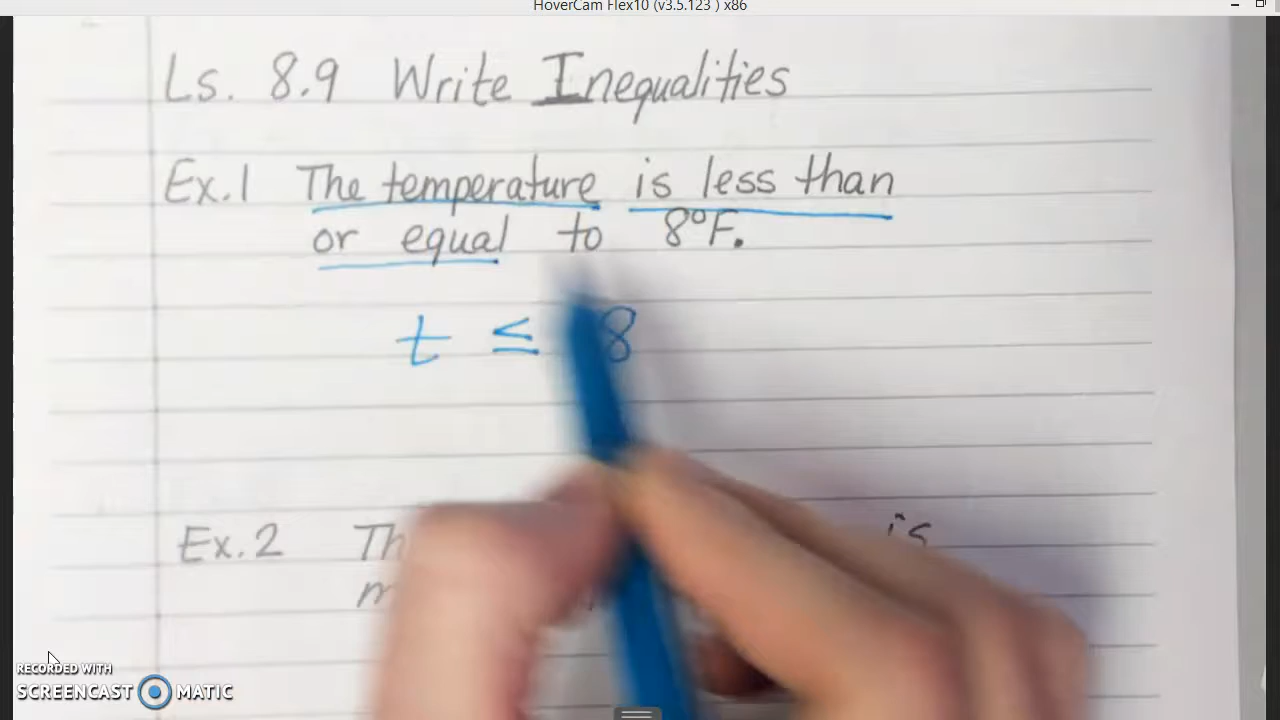 HoverCam Flex10 (v3.5.123 ) x86
Ls. 8.9 Write Inequalities
Ex.1 The temperature is less than
or equal to 8°F.
t ≤ 8
Ex.2 is
RECORDED WITH
SCREENCAST MATIC